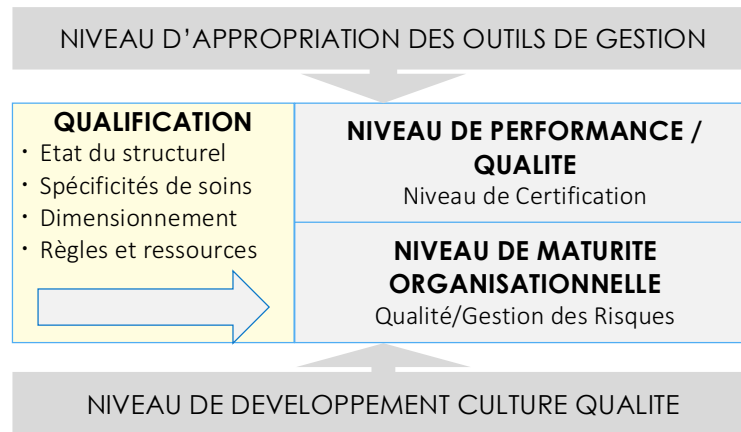 NIVEAU D’APPROPRIATION DES OUTILS DE GESTION
QUALIFICATION
· Etat du structurel
· Spécificités de soins
· Dimensionnement
· Règles et ressources
NIVEAU DE PERFORMANCE /
QUALITE
Niveau de Certification
NIVEAU DE MATURITE
ORGANISATIONNELLE
Qualité/Gestion des Risques
NIVEAU DE DEVELOPPEMENT CULTURE QUALITE